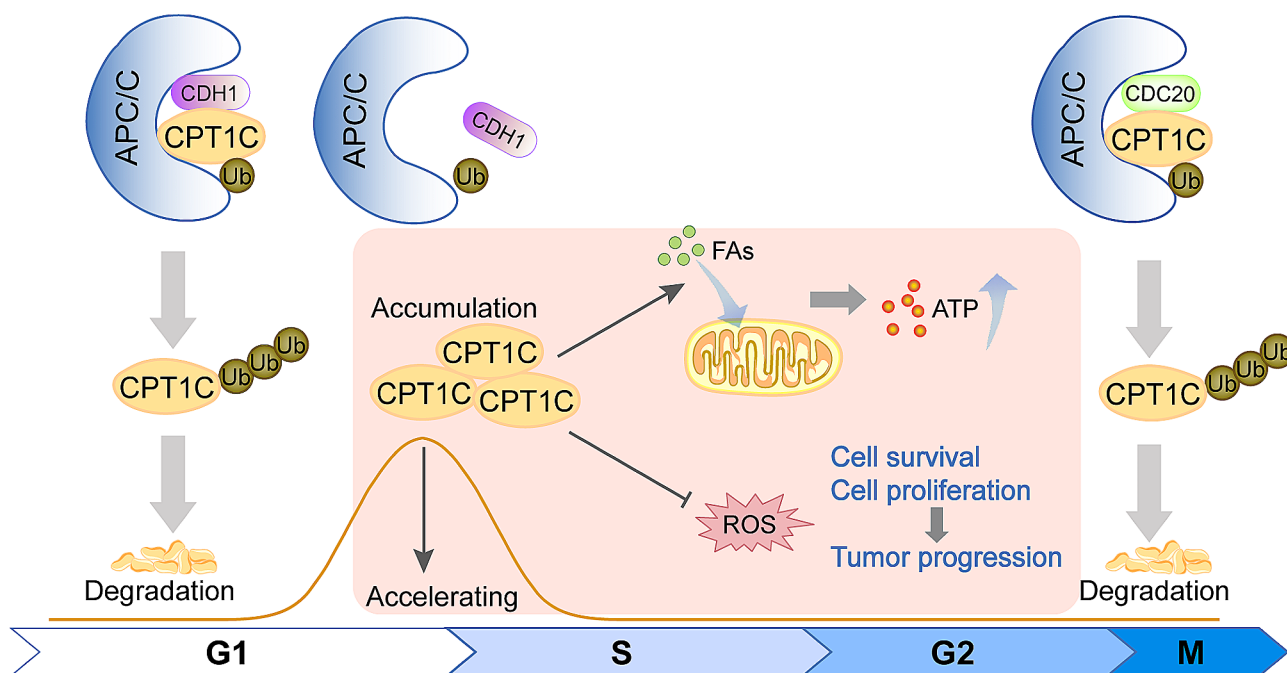 APC/C
CDH1
CPT1C
Ub
APC/C
CDH1
Ub
APC/C
CDC20
CPT1C
Ub
FAs
ATP
Accumulation
CPT1C
CPT1C
CPT1C
CPT1C
Ub
Ub
Ub
CPT1C
Ub
Ub
Ub
ROS
Cell survival
Cell proliferation
Tumor progression
Degradation
Accelerating
Degradation
G1
S
G2
M